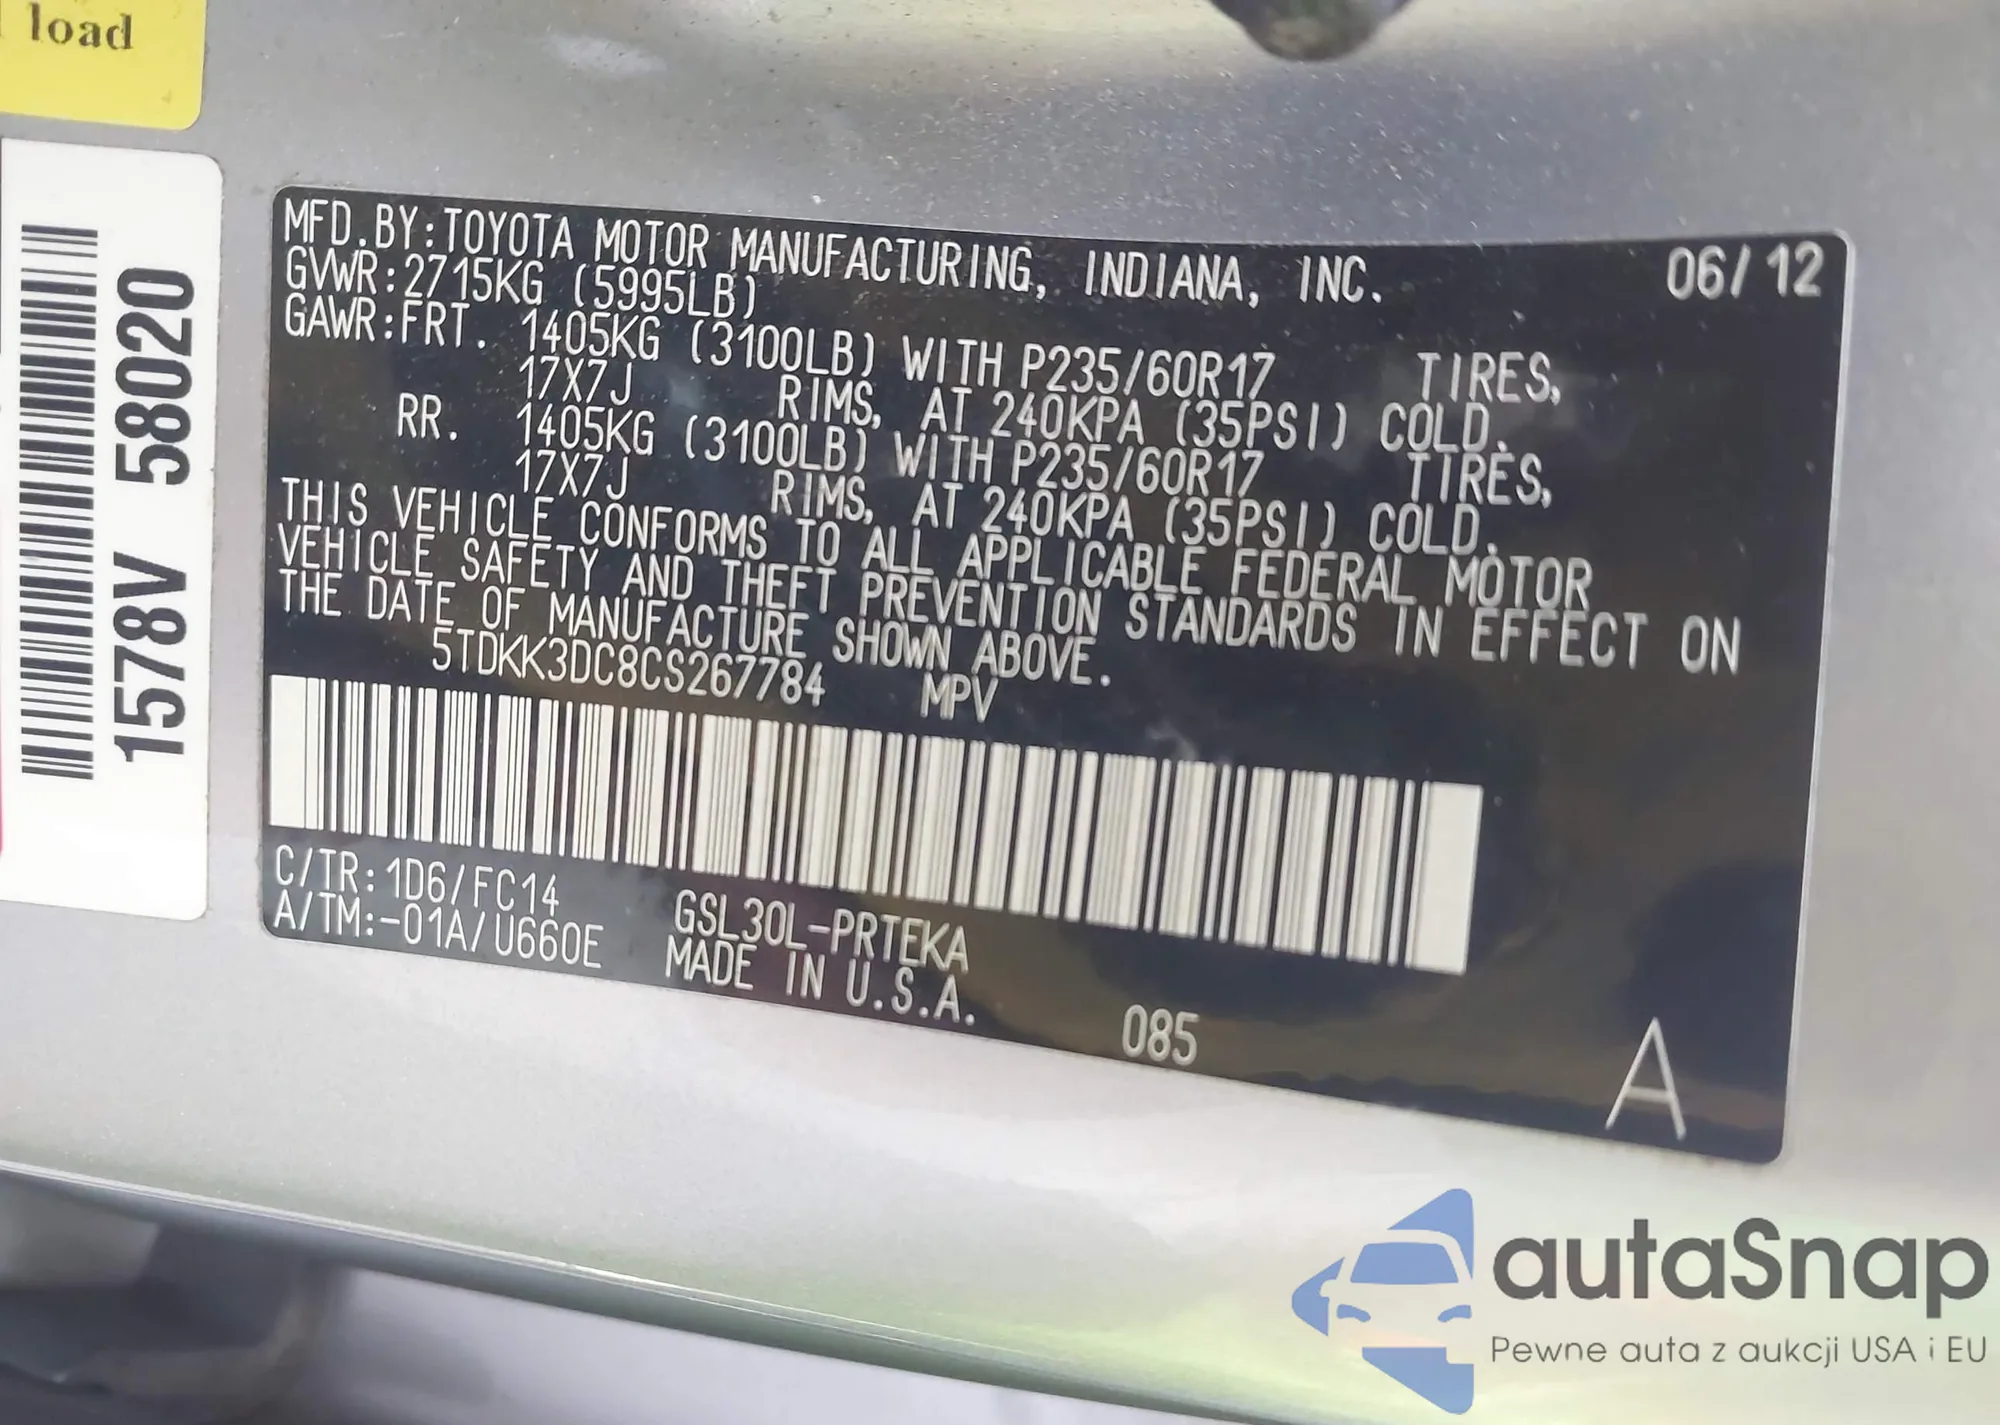 load
1578V 58020
MFD.BY:TOYOTA MOTOR MANUFACTURING, INDIANA, INC. 06/12
GVWR:2715KG (5995LB)
GAWR:FRT. 1405KG (3100LB) WITH P235/60R17 TIRES,
17X7J RIMS, AT 240KPA (35PSI) COLD.
RR. 1405KG (3100LB) WITH P235/60R17 TIRES,
17X7J RIMS, AT 240KPA (35PSI) COLD.
THIS VEHICLE CONFORMS TO ALL APPLICABLE FEDERAL MOTOR
VEHICLE SAFETY AND THEFT PREVENTION STANDARDS IN EFFECT ON
THE DATE OF MANUFACTURE SHOWN ABOVE.
5TDKK3DC8CS267784 MPV
C/TR:1D6/FC14
A/TM:-01A/U660E
GSL30L-PRTEKA
MADE IN U.S.A.
085
A
autaSnap
Pewne auta z aukcji USA i EU